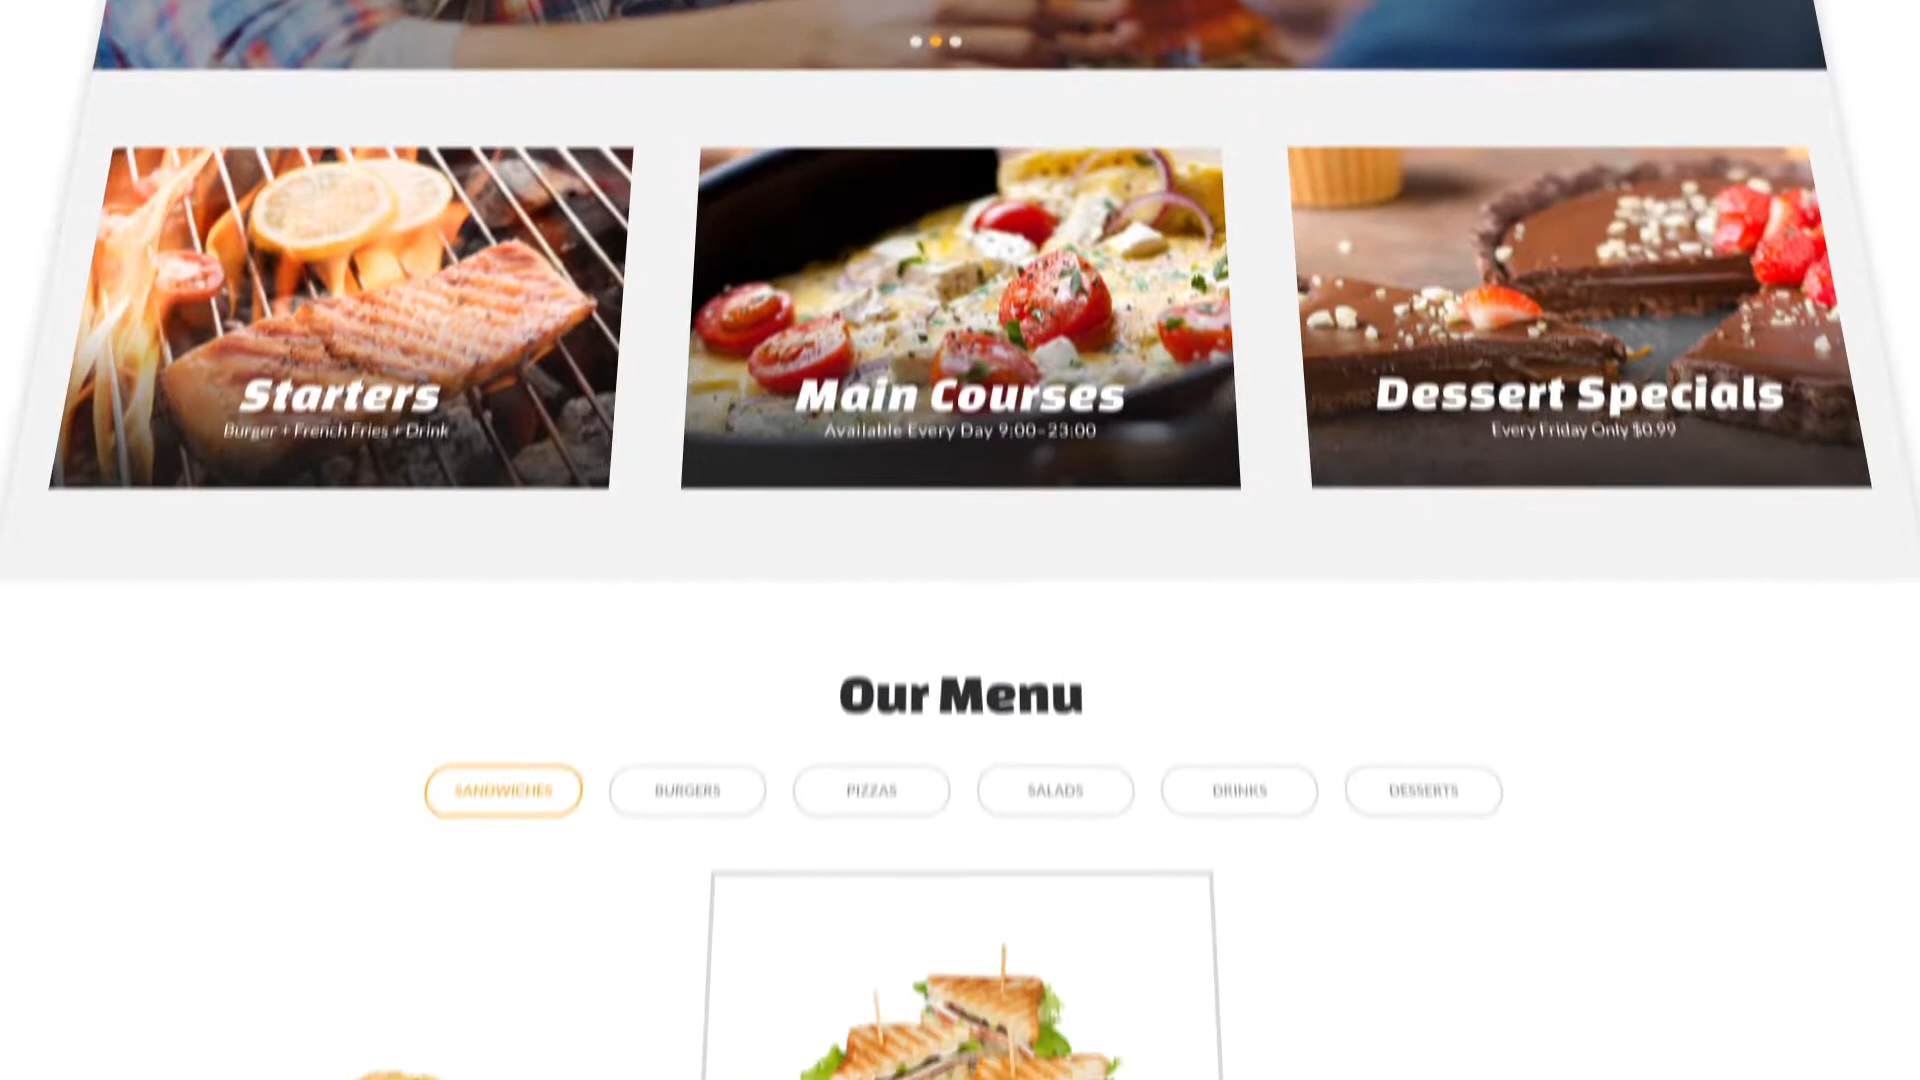 Starters
Burger + French Fries + Drink
Main Courses
Available Every Day 9:00-23:00
Dessert Specials
Every Friday Only $0.99
Our Menu
SANDWICHES
BURGERS
PIZZAS
SALADS
DRINKS
DESSERTS